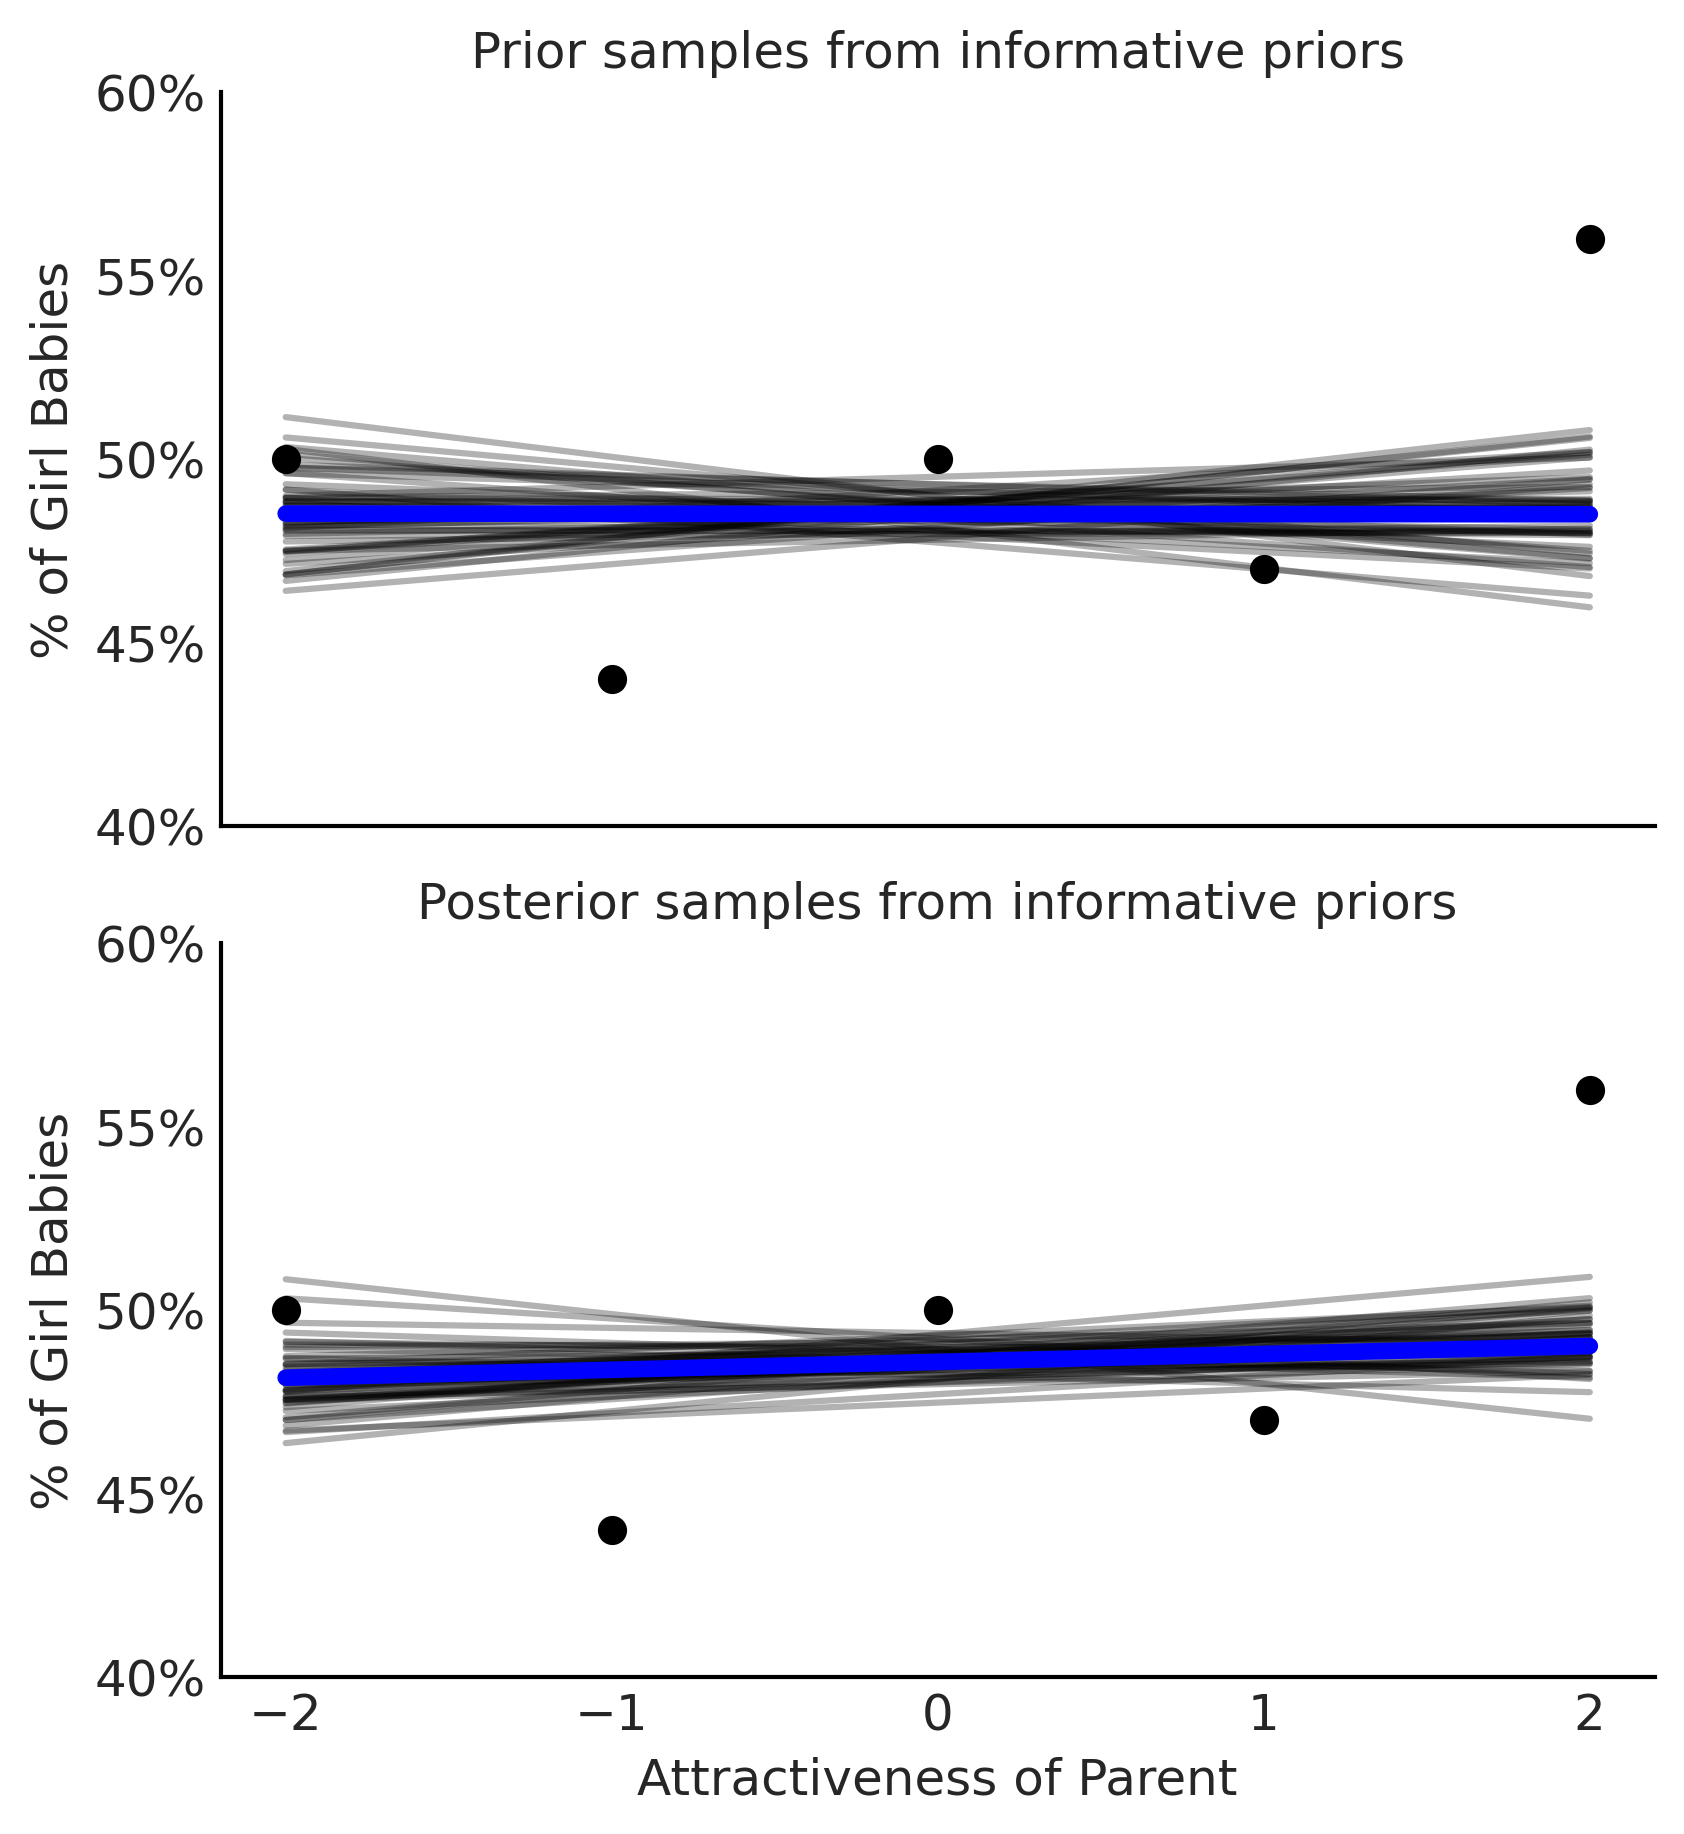 Prior samples from informative priors
60%
55%
50%
45%
40%
% of Girl Babies
Posterior samples from informative priors
60%
55%
50%
45%
40%
% of Girl Babies
−2 −1 0 1 2
Attractiveness of Parent